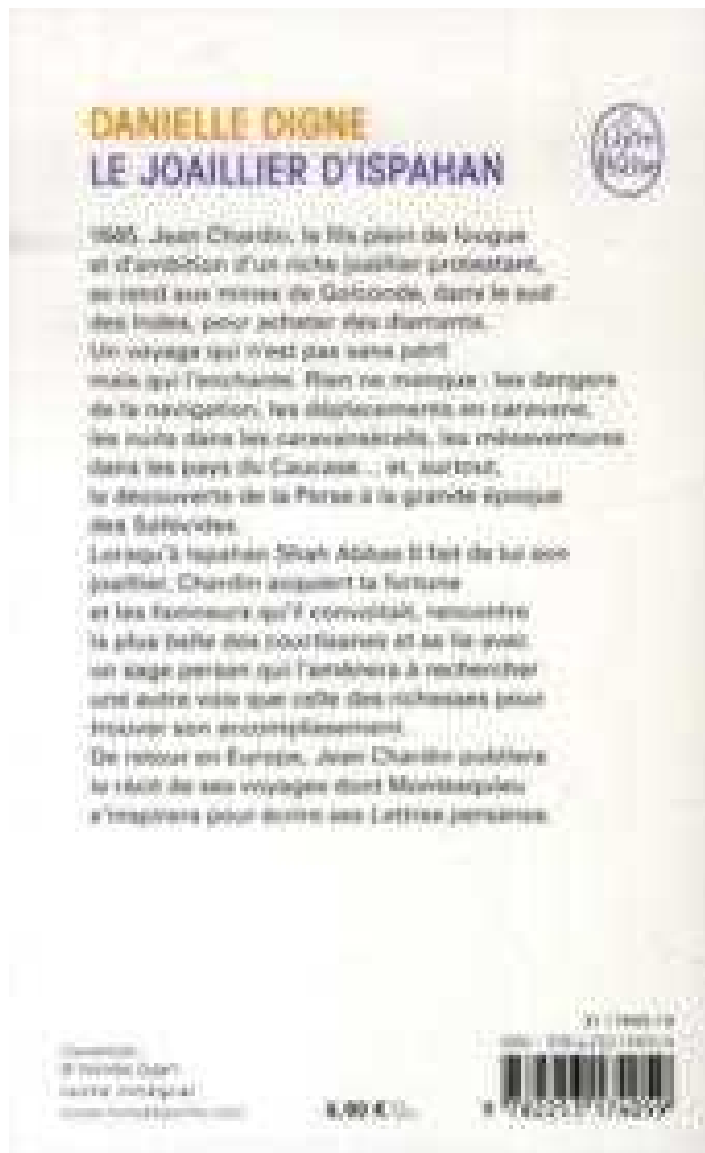 DANIELLE DIGNE
LE JOAILLIER D'ISPAHAN
Le Livre de Poche
1665. Jean Chardin, le fils plein de fougue
et d'ambition d'un riche joaillier protestant,
se rend aux mines de Golconde, dans le sud
des Indes, pour acheter des diamants.
Un voyage qui n'est pas sans péril
mais qui l'enchante. Rien ne manque : les dangers
de la navigation, les déplacements en caravane,
les nuits dans les caravansérails, les mésaventures
dans les pays du Caucase... et, surtout,
la découverte de la Perse à la grande époque
des Safévides.
Lorsqu'à Ispahan Shah Abbas II fait de lui son
joaillier, Chardin acquiert la fortune
et les honneurs qu'il convoitait, rencontre
la plus belle des courtisanes et se lie avec
un sage persan qui l'amènera à rechercher
une autre voie que celle des richesses pour
trouver son accomplissement.
De retour en Europe, Jean Chardin publiera
le récit de ses voyages dont Montesquieu
s'inspirera pour écrire ses Lettres persanes.
texte intégral
€